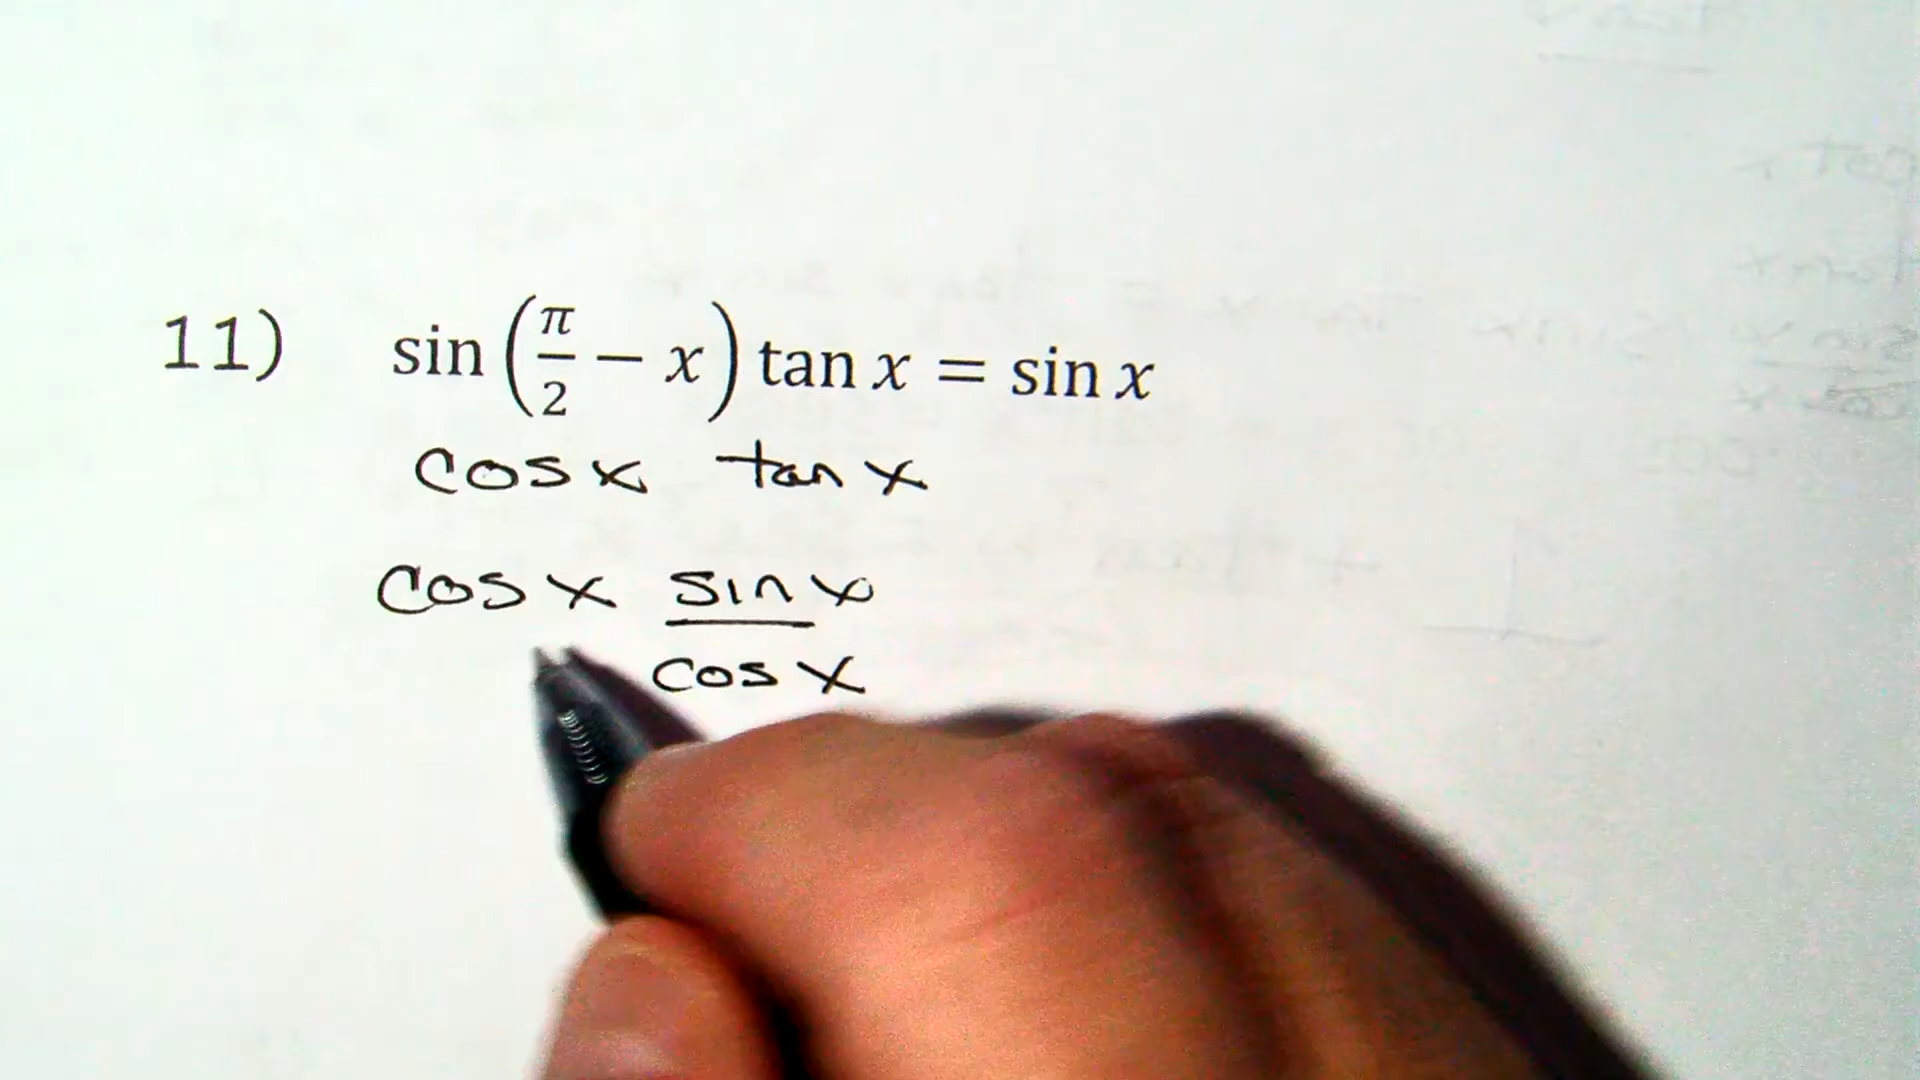 11) sin (π/2 − x) tan x = sin x
cos x tan x
cos x sin x
cos x